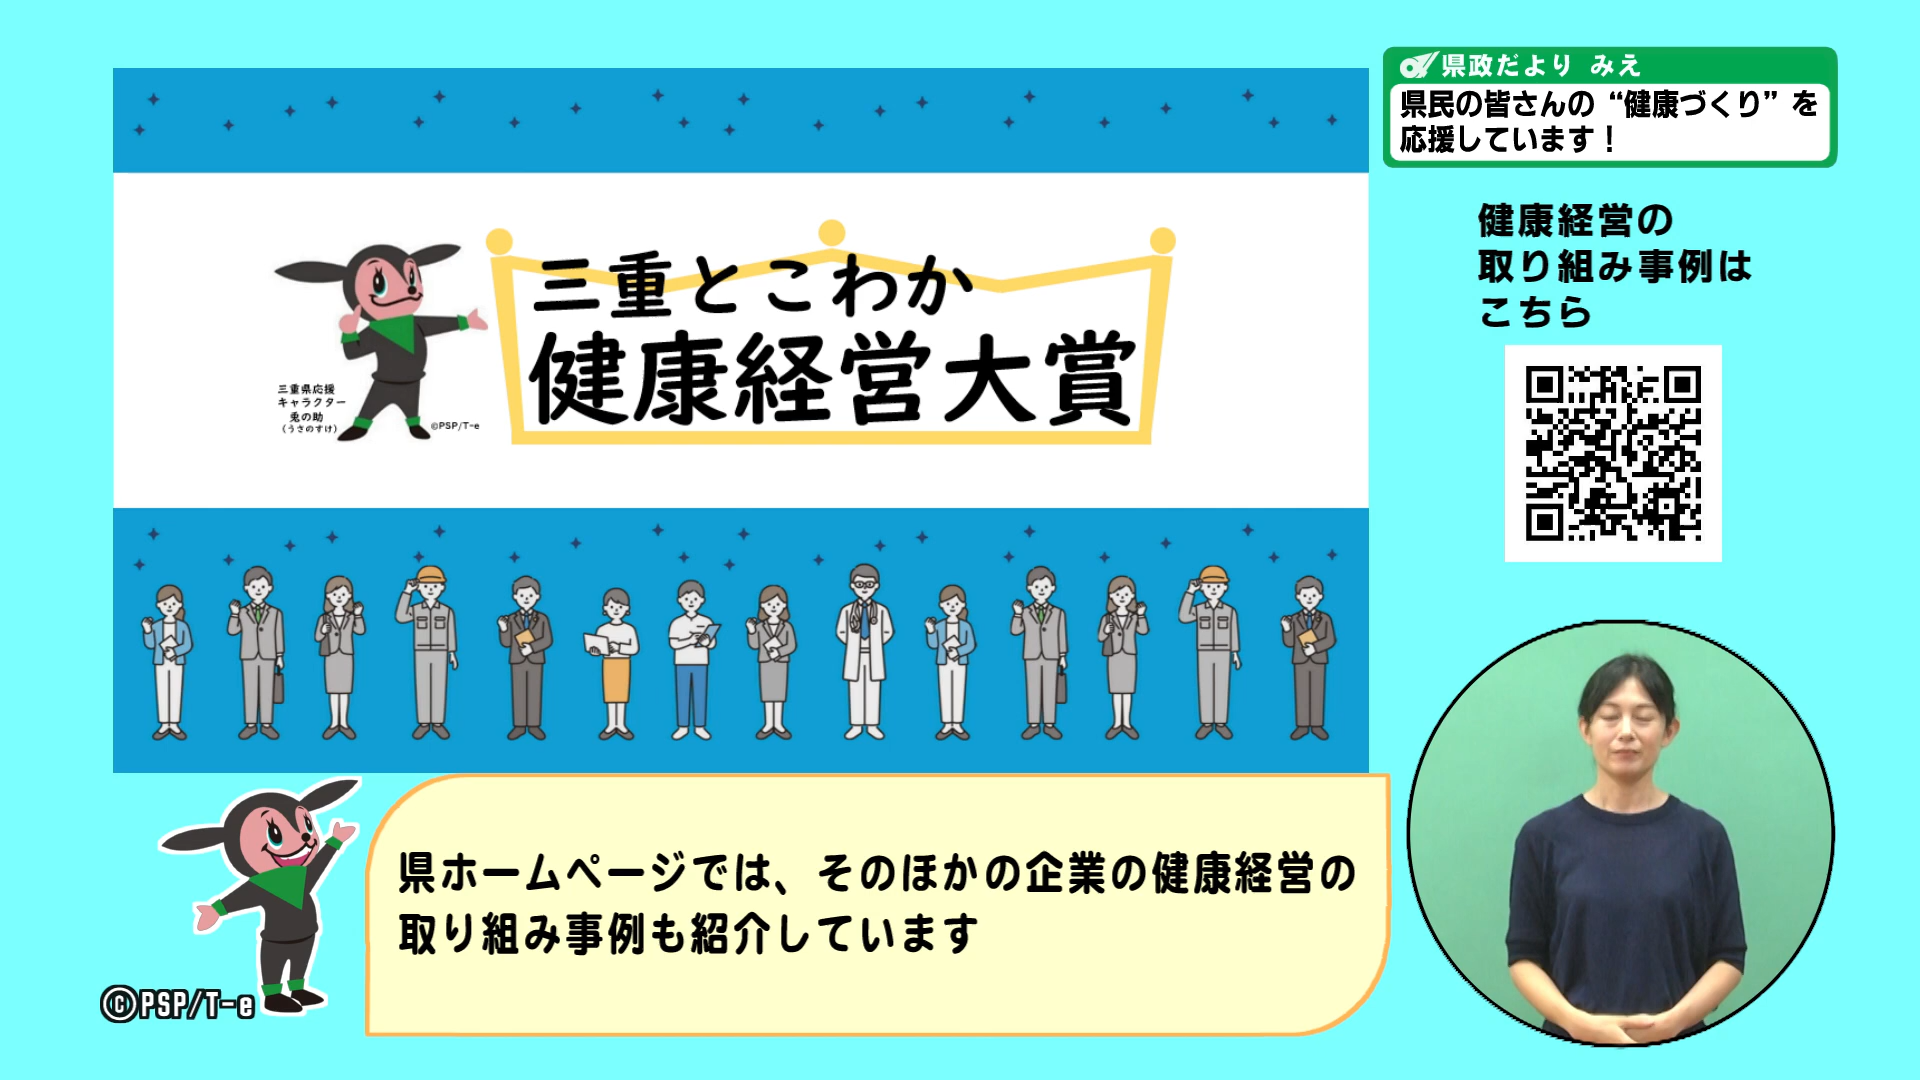 県政だより みえ
県民の皆さんの“健康づくり”を
応援しています！
健康経営の
取り組み事例は
こちら
三重とこわか
健康経営大賞
三重県応援
キャラクター
兎の助
（うさのすけ）
©PSP/T-e
県ホームページでは、そのほかの企業の健康経営の
取り組み事例も紹介しています
©PSP/T-e